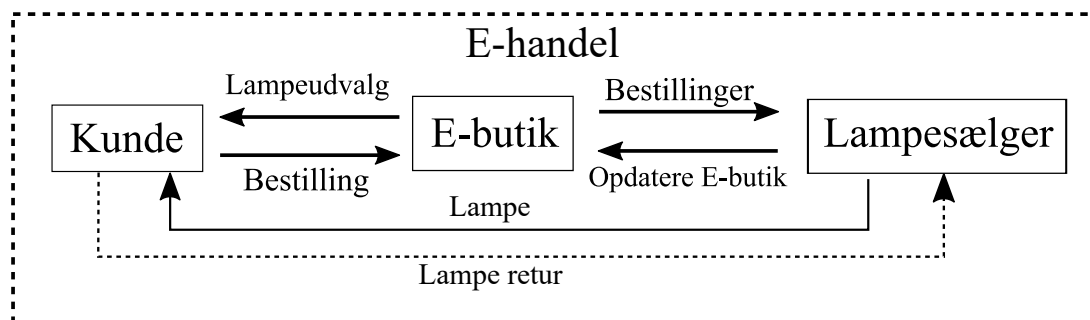 E-handel
Lampeudvalg
Bestillinger
Kunde
E-butik
Lampesælger
Bestilling
Opdatere E-butik
Lampe
Lampe retur